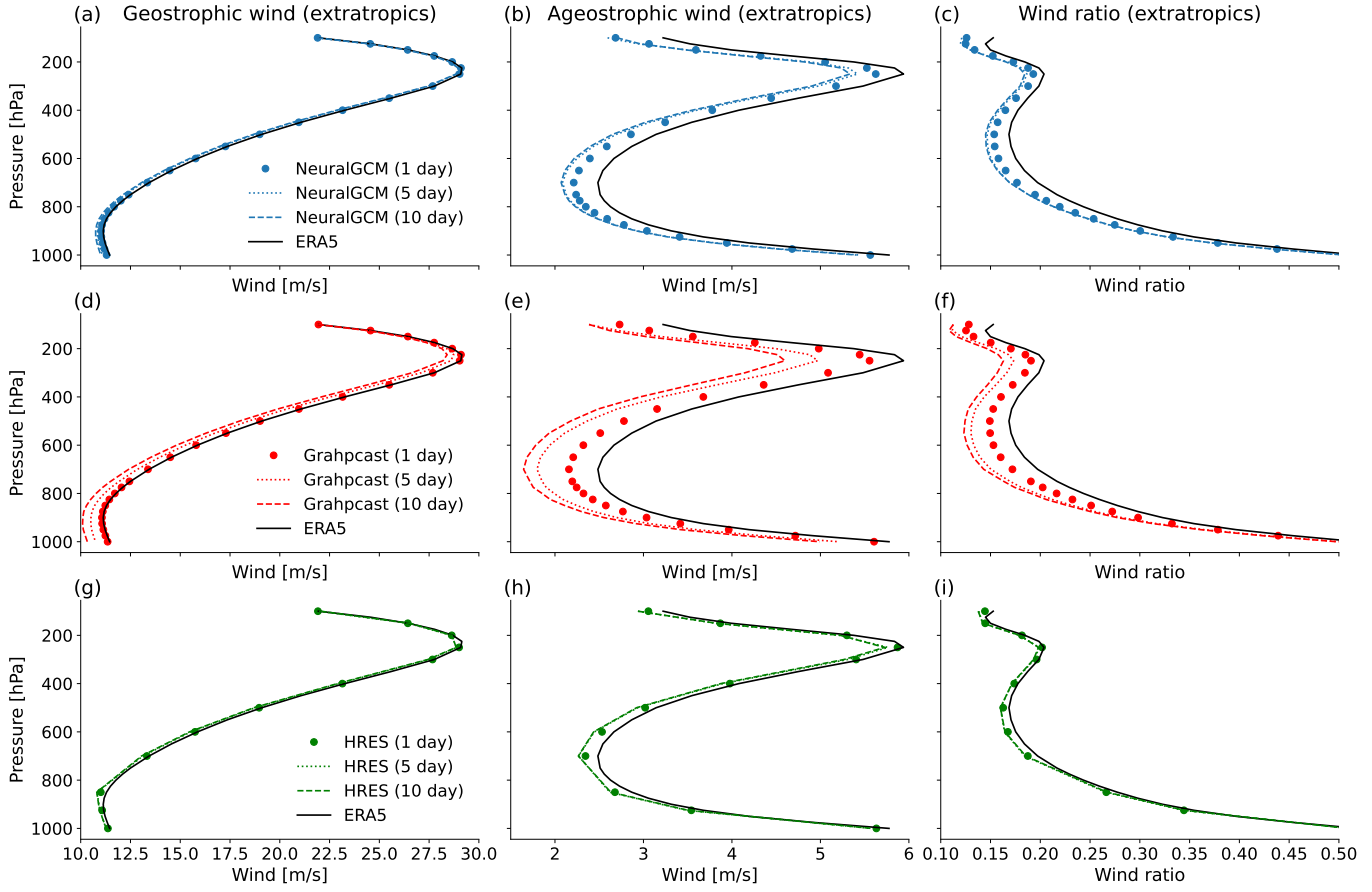 (a) Geostrophic wind (extratropics)
(b) Ageostrophic wind (extratropics)
(c) Wind ratio (extratropics)
Pressure [hPa]
200
400
600
800
1000
NeuralGCM (1 day)
NeuralGCM (5 day)
NeuralGCM (10 day)
ERA5
Wind [m/s]
Wind [m/s]
Wind ratio
(d)
(e)
(f)
Pressure [hPa]
200
400
600
800
1000
Grahpcast (1 day)
Grahpcast (5 day)
Grahpcast (10 day)
ERA5
Wind [m/s]
Wind [m/s]
Wind ratio
(g)
(h)
(i)
Pressure [hPa]
200
400
600
800
1000
HRES (1 day)
HRES (5 day)
HRES (10 day)
ERA5
10.0 12.5 15.0 17.5 20.0 22.5 25.0 27.5 30.0
2 3 4 5 6
0.10 0.15 0.20 0.25 0.30 0.35 0.40 0.45 0.50
Wind [m/s]
Wind [m/s]
Wind ratio